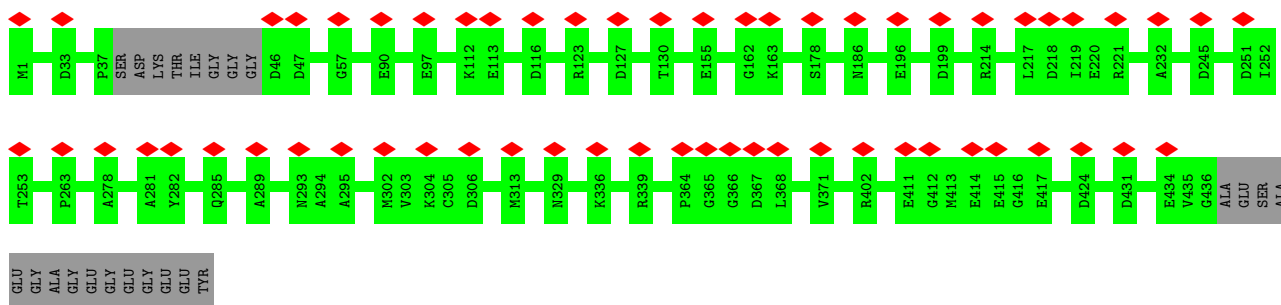 M1 D33 P37 SER ASP LYS THR ILE GLY GLY GLY D46 D47 G57 E90 E97 K112 E113 D116 R123 D127 T130 E155 G162 K163 S178 N186 E196 D199 R214 L217 D218 I219 E220 R221 A232 D245 D251 I252
T253 P263 A278 A281 Y282 Q285 A289 N293 A294 A295 M302 V303 K304 C305 D306 M313 N329 K336 R339 P364 G365 G366 D367 L368 V371 R402 E411 G412 M413 E414 E415 G416 E417 D424 D431 E434 V435 G436 ALA GLU SER ALA
GLU GLY ALA GLY GLU GLY GLU GLY GLU GLU TYR